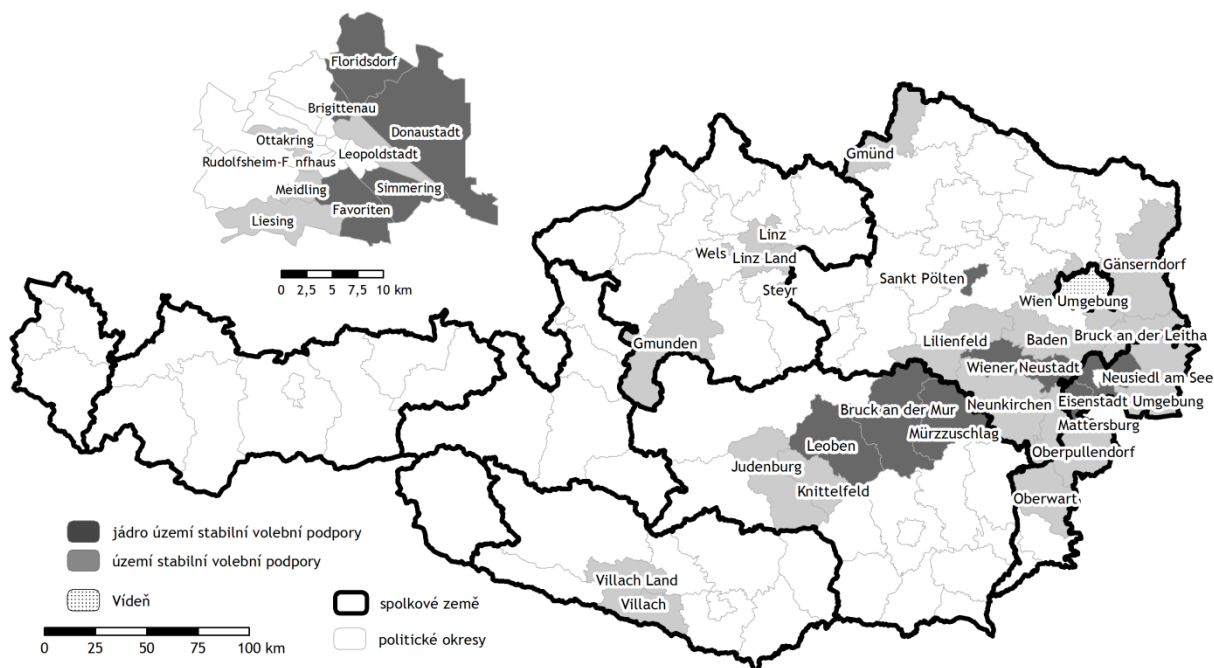 Floridsdorf
Brigittenau
Ottakring
Donaustadt
Rudolfsheim-F nfhaus
Leopoldstadt
Meidling
Simmering
Favoriten
Liesing
0 2,5 5 7,5 10 km
Gmünd
Linz
Wels
Linz Land
Steyr
Sankt Pölten
Gänserndorf
Wien Umgebung
Gmunden
Lilienfeld
Baden
Bruck an der Leitha
Wiener Neustadt
Neusiedl am See
Eisenstadt Umgebung
Neunkirchen
Bruck an der Mur
Mattersburg
Mürzzuschlag
Leoben
Oberpullendorf
Judenburg
Knittelfeld
Oberwart
Villach Land
Villach
jádro území stabilní volební podpory
území stabilní volební podpory
Vídeň
spolkové země
politické okresy
0 25 50 75 100 km